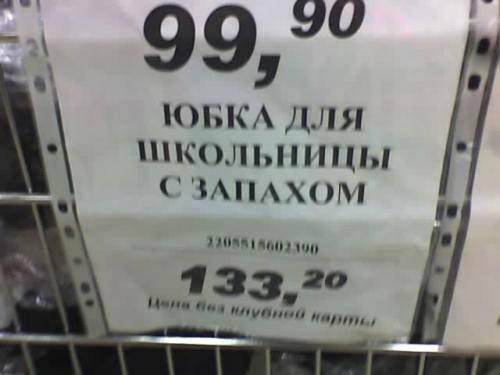 99,90
ЮБКА ДЛЯ
ШКОЛЬНИЦЫ
С ЗАПАХОМ
2205515602390
133,20
Цена без клубной карты